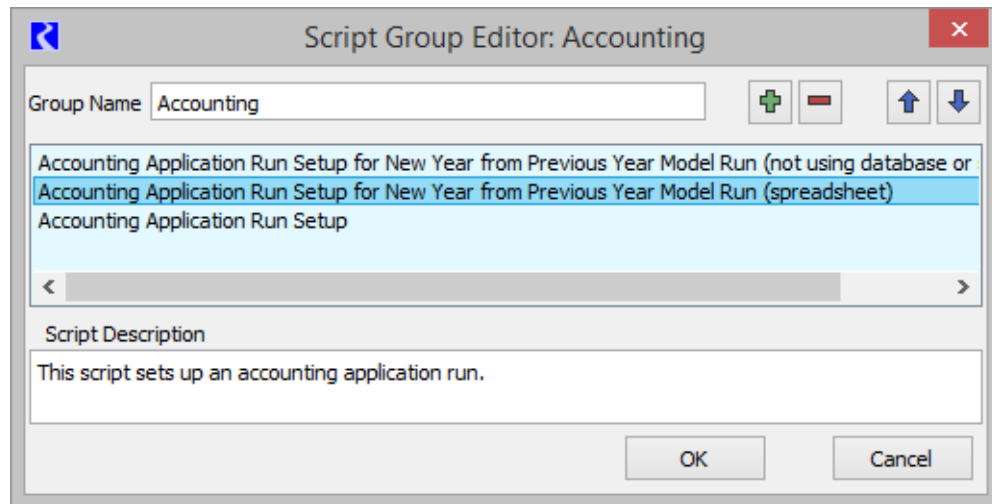 Script Group Editor: Accounting
Group Name Accounting
Accounting Application Run Setup for New Year from Previous Year Model Run (not using database or
Accounting Application Run Setup for New Year from Previous Year Model Run (spreadsheet)
Accounting Application Run Setup
Script Description
This script sets up an accounting application run.
OK Cancel